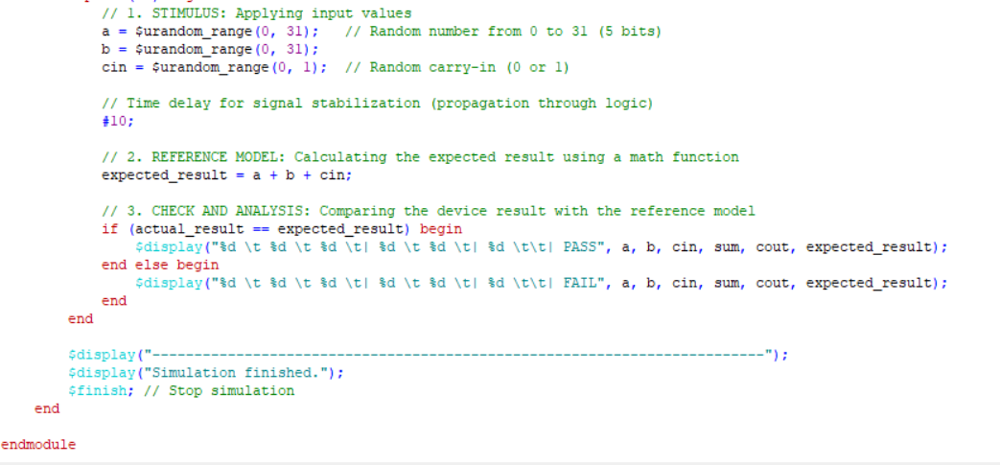 // 1. STIMULUS: Applying input values
a = $urandom_range(0, 31);   // Random number from 0 to 31 (5 bits)
b = $urandom_range(0, 31);
cin = $urandom_range(0, 1);  // Random carry-in (0 or 1)
// Time delay for signal stabilization (propagation through logic)
#10;
// 2. REFERENCE MODEL: Calculating the expected result using a math function
expected_result = a + b + cin;
// 3. CHECK AND ANALYSIS: Comparing the device result with the reference model
if (actual_result == expected_result) begin
$display("%d \t %d \t %d \t| %d \t %d \t| %d \t\t| PASS", a, b, cin, sum, cout, expected_result);
end else begin
$display("%d \t %d \t %d \t| %d \t %d \t| %d \t\t| FAIL", a, b, cin, sum, cout, expected_result);
end
end
$display("-------------------------------------------------------------------------");
$display("Simulation finished.");
$finish; // Stop simulation
end
endmodule